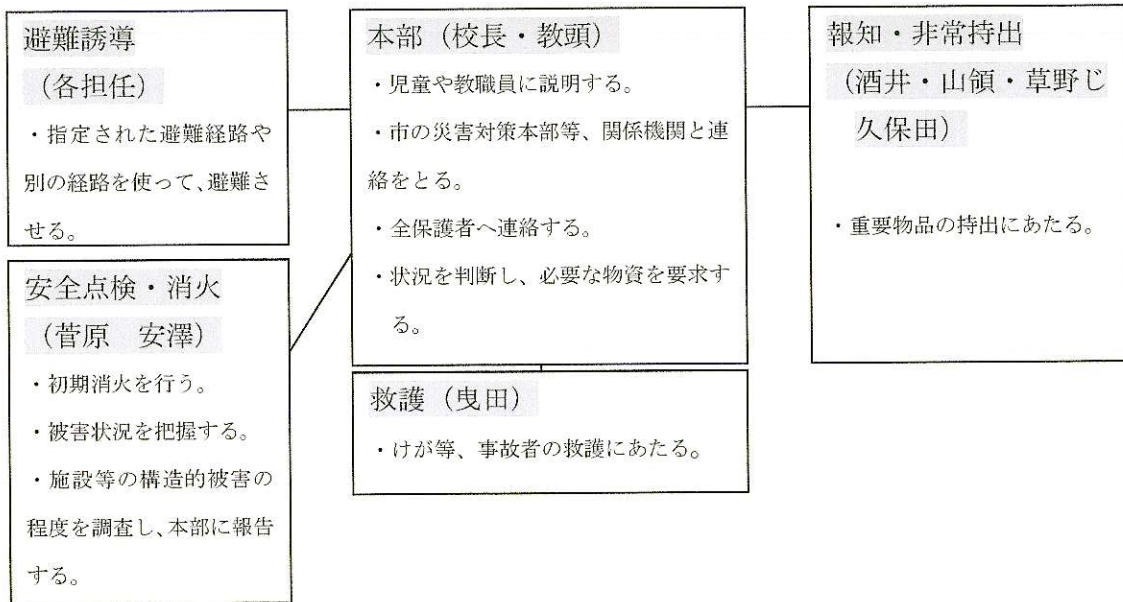 避難誘導
（各担任）
・指定された避難経路や
別の経路を使って、避難さ
せる。
安全点検・消火
（菅原　安澤）
・初期消火を行う。
・被害状況を把握する。
・施設等の構造的被害の
程度を調査し、本部に報告
する。
本部（校長・教頭）
・児童や教職員に説明する。
・市の災害対策本部等、関係機関と連
絡をとる。
・全保護者へ連絡する。
・状況を判断し、必要な物資を要求す
る。
救護（曳田）
・けが等、事故者の救護にあたる。
報知・非常持出
（酒井・山領・草野じ
久保田）
・重要物品の持出にあたる。